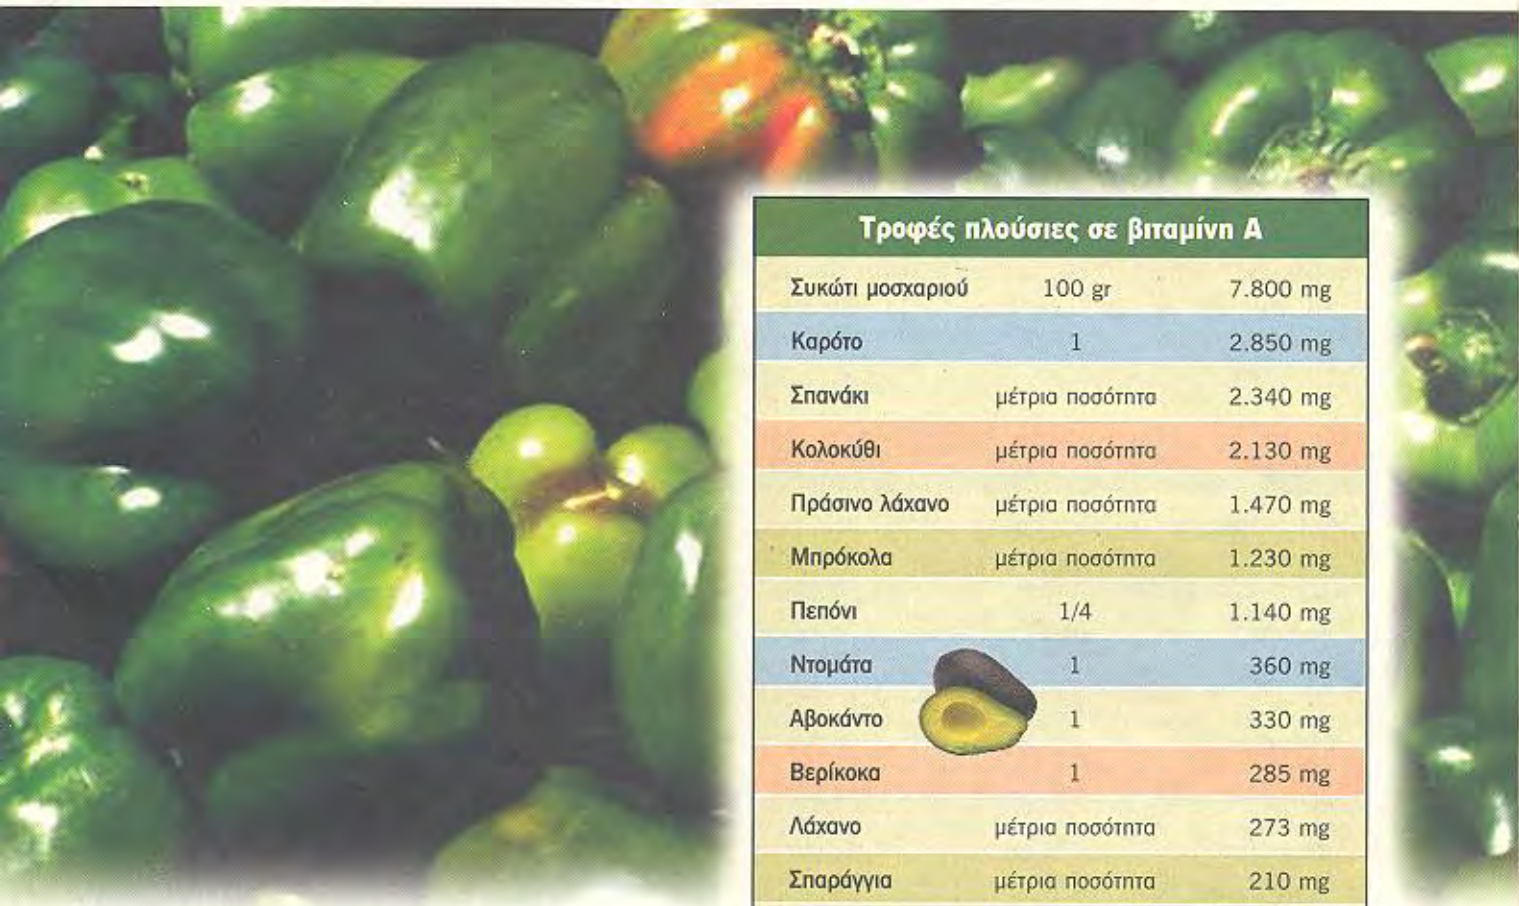 Τροφές πλούσιες σε βιταμίνη Α
Συκώτι μοσχαριού 100 gr 7.800 mg
Καρότο 1 2.850 mg
Σπανάκι μέτρια ποσότητα 2.340 mg
Κολοκύθι μέτρια ποσότητα 2.130 mg
Πράσινο λάχανο μέτρια ποσότητα 1.470 mg
Μπρόκολα μέτρια ποσότητα 1.230 mg
Πεπόνι 1/4 1.140 mg
Ντομάτα 1 360 mg
Αβοκάντο 1 330 mg
Βερίκοκα 1 285 mg
Λάχανο μέτρια ποσότητα 273 mg
Σπαράγγια μέτρια ποσότητα 210 mg